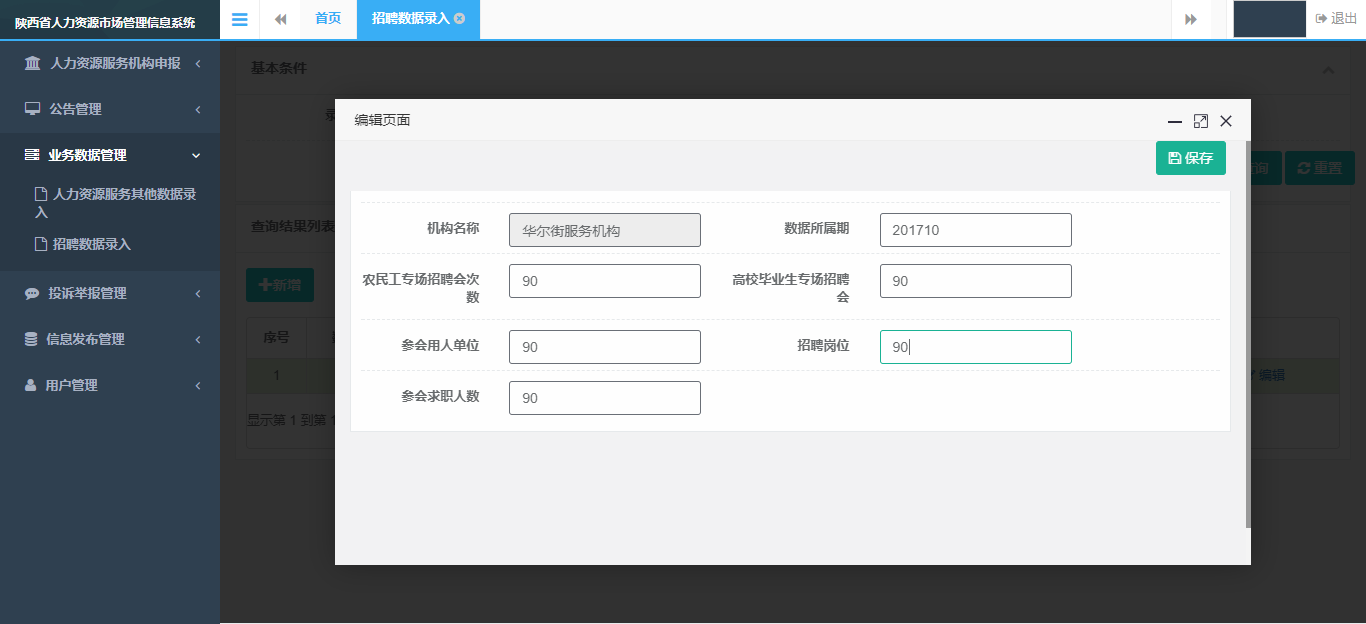 陕西省人力资源市场管理信息系统
首页
招聘数据录入
退出
人力资源服务机构申报
公告管理
业务数据管理
人力资源服务其他数据录
入
招聘数据录入
投诉举报管理
信息发布管理
用户管理
基本条件
录
询
重置
查询结果列表
新增
序号
1
编辑
显示第 1 到第 1
编辑页面
保存
机构名称
华尔街服务机构
数据所属期
201710
农民工专场招聘会次
数
90
高校毕业生专场招聘
会
90
参会用人单位
90
招聘岗位
90
参会求职人数
90